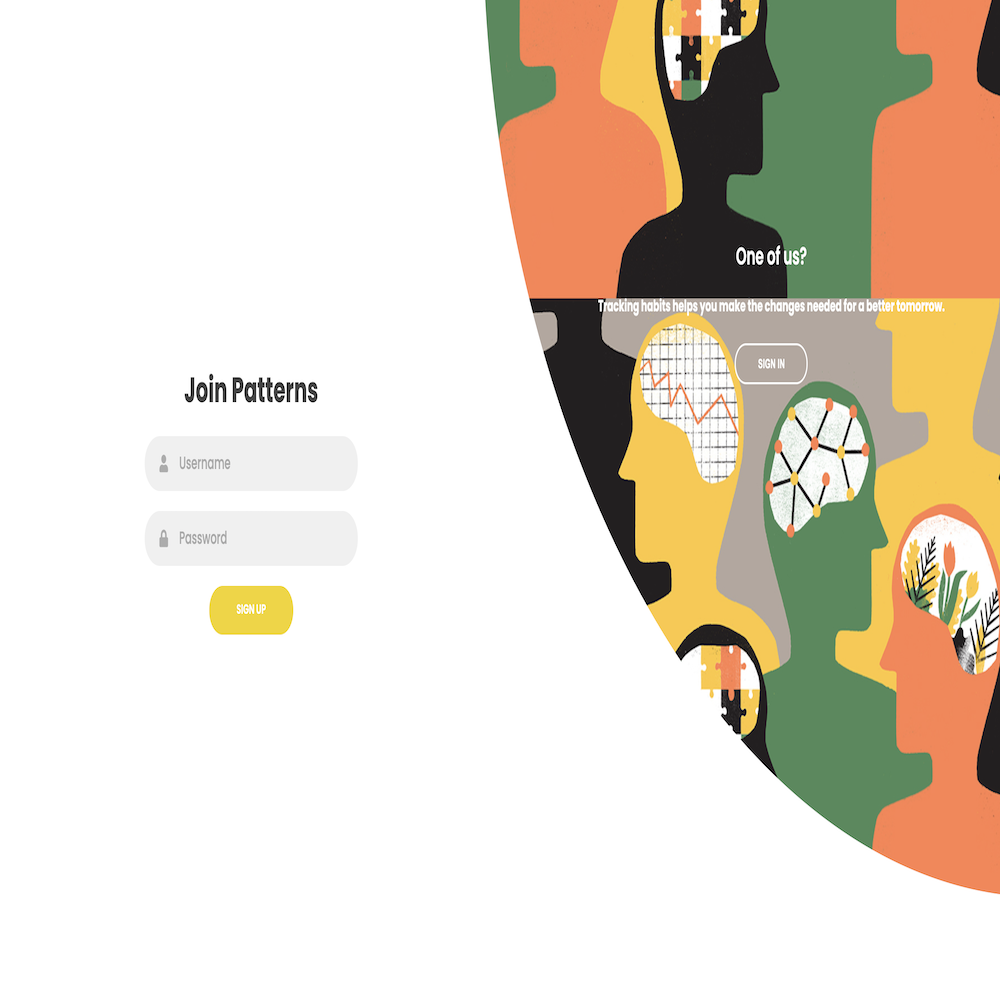 One of us?
Tracking habits helps you make the changes needed for a better tomorrow.
SIGN IN
Join Patterns
Username
Password
SIGN UP